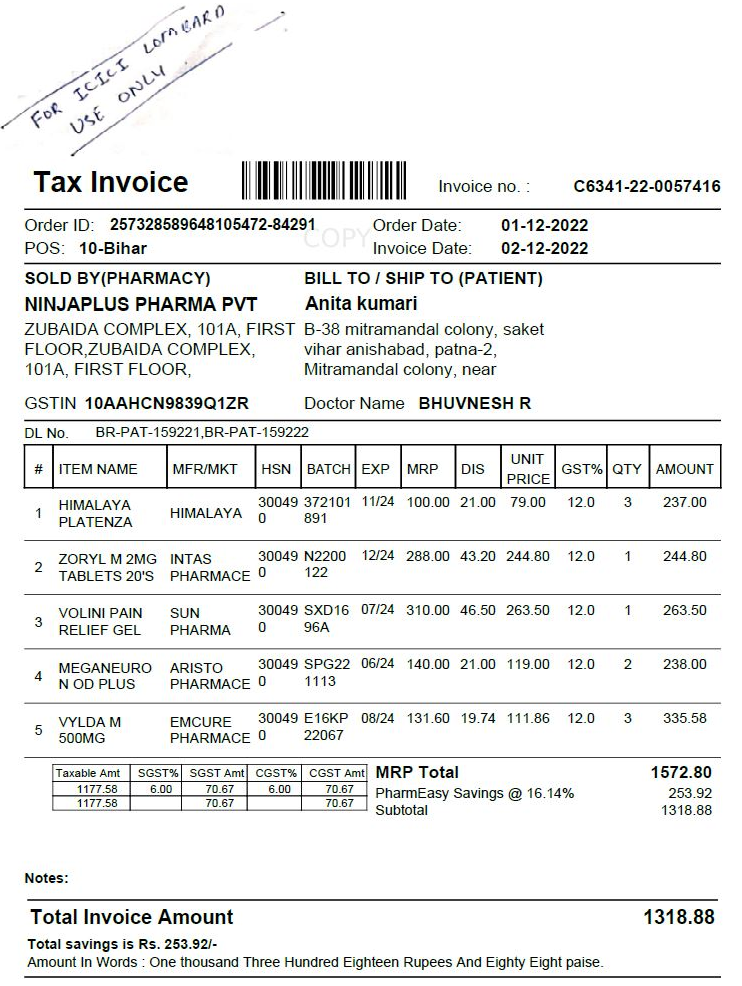 FOR ICICI LOMBARD
USE ONLY
Tax Invoice
Invoice no. : C6341-22-0057416
Order ID: 257328589648105472-84291 Order Date: 01-12-2022
COPY
POS: 10-Bihar Invoice Date: 02-12-2022
SOLD BY(PHARMACY) BILL TO / SHIP TO (PATIENT)
NINJAPLUS PHARMA PVT Anita kumari
ZUBAIDA COMPLEX, 101A, FIRST B-38 mitramandal colony, saket
FLOOR,ZUBAIDA COMPLEX, vihar anishabad, patna-2,
101A, FIRST FLOOR, Mitramandal colony, near
GSTIN 10AAHCN9839Q1ZR Doctor Name BHUVNESH R
DL No. BR-PAT-159221,BR-PAT-159222
# ITEM NAME MFR/MKT HSN BATCH EXP MRP DIS UNIT PRICE GST% QTY AMOUNT
1 HIMALAYA PLATENZA HIMALAYA 300490 372101891 11/24 100.00 21.00 79.00 12.0 3 237.00
2 ZORYL M 2MG TABLETS 20'S INTAS PHARMACE 300490 N2200122 12/24 288.00 43.20 244.80 12.0 1 244.80
3 VOLINI PAIN RELIEF GEL SUN PHARMA 300490 SXD1696A 07/24 310.00 46.50 263.50 12.0 1 263.50
4 MEGANEURON OD PLUS ARISTO PHARMACE 300490 SPG221113 06/24 140.00 21.00 119.00 12.0 2 238.00
5 VYLDA M 500MG EMCURE PHARMACE 300490 E16KP22067 08/24 131.60 19.74 111.86 12.0 3 335.58
Taxable Amt SGST% SGST Amt CGST% CGST Amt
1177.58 6.00 70.67 6.00 70.67
1177.58 70.67 70.67
MRP Total 1572.80
PharmEasy Savings @ 16.14% 253.92
Subtotal 1318.88
Notes:
Total Invoice Amount 1318.88
Total savings is Rs. 253.92/-
Amount In Words : One thousand Three Hundred Eighteen Rupees And Eighty Eight paise.